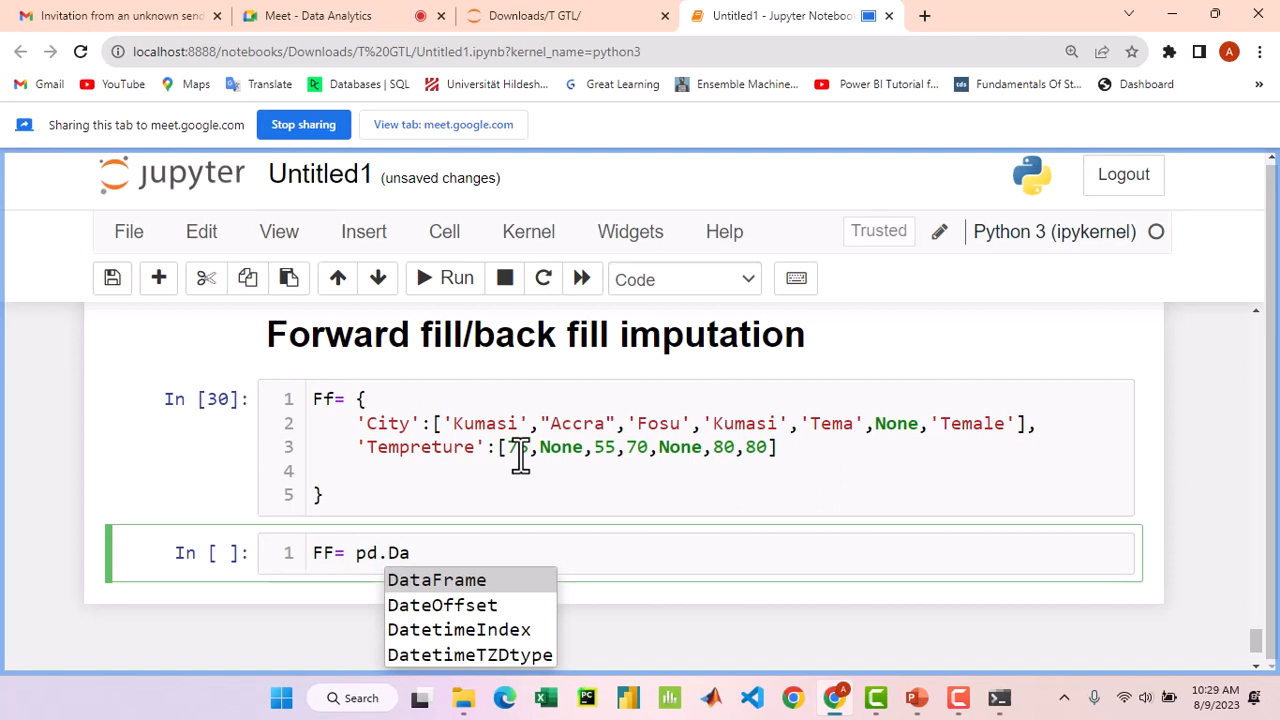 Invitation from an unknown send
Meet - Data Analytics
Downloads/T GTL/
Untitled1 - Jupyter Notebook
localhost:8888/notebooks/Downloads/T%20GTL/Untitled1.ipynb?kernel_name=python3
A
Gmail
YouTube
Maps
Translate
Databases | SQL
Universität Hildesh...
Great Learning
Ensemble Machine...
Power BI Tutorial f...
tds
Fundamentals Of St...
Dashboard
»
Sharing this tab to meet.google.com
Stop sharing
View tab: meet.google.com
jupyter
Untitled1 (unsaved changes)
Logout
File
Edit
View
Insert
Cell
Kernel
Widgets
Help
Trusted
Python 3 (ipykernel)
Run
Code
Forward fill/back fill imputation
In [30]:
1 Ff= {
2 'City':['Kumasi',"Accra",'Fosu','Kumasi','Tema',None,'Temale'],
3 'Tempreture':[75,None,55,70,None,80,80]
4
5 }
In [ ]:
1 FF= pd.Da
DataFrame
DateOffset
DatetimeIndex
DatetimeTZDtype
Search
A
10:29 AM
8/9/2023